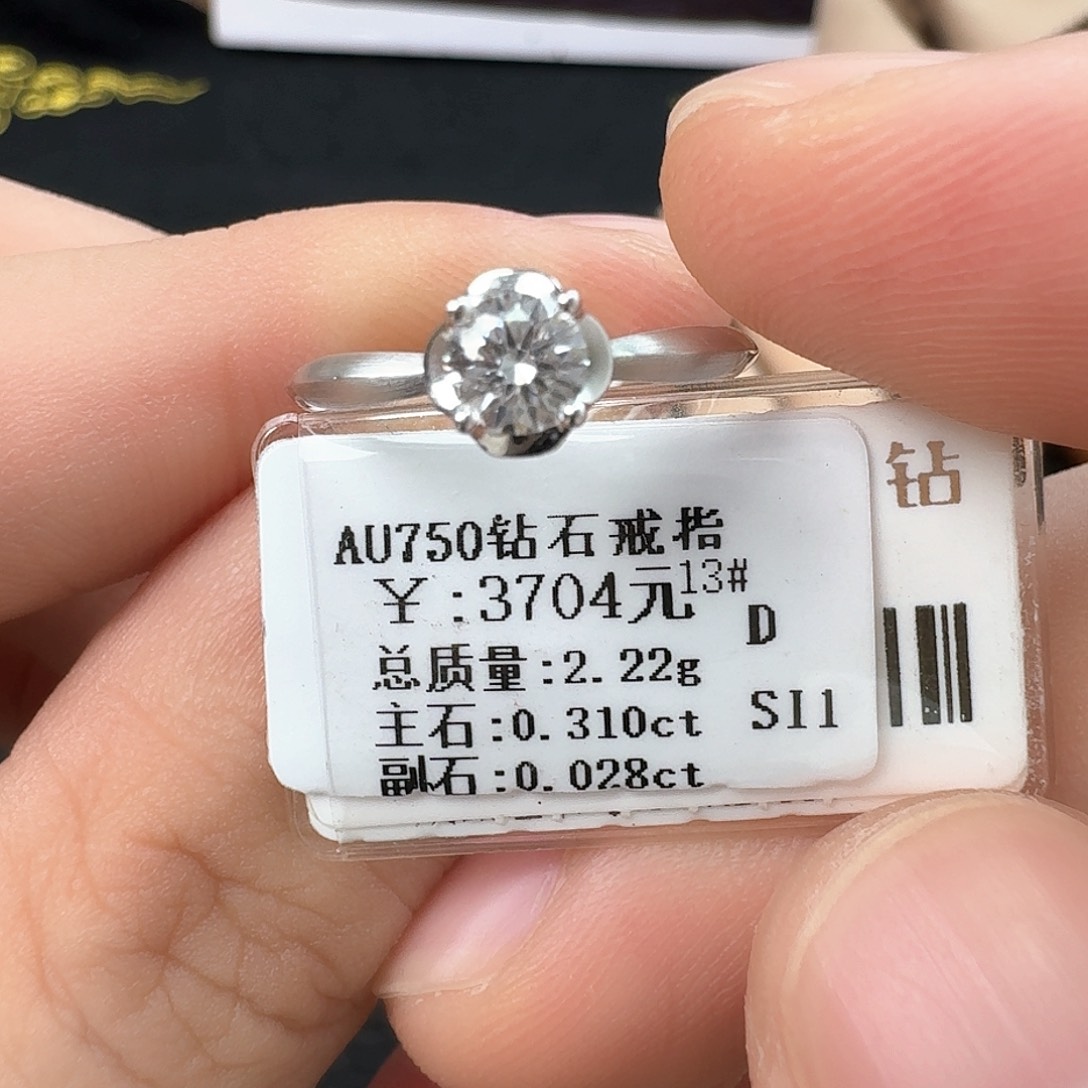 AU750钻石戒指
￥:3704元13#
D
总质量:2.22g
主石:0.310ct SI1
副石:0.028ct
钻